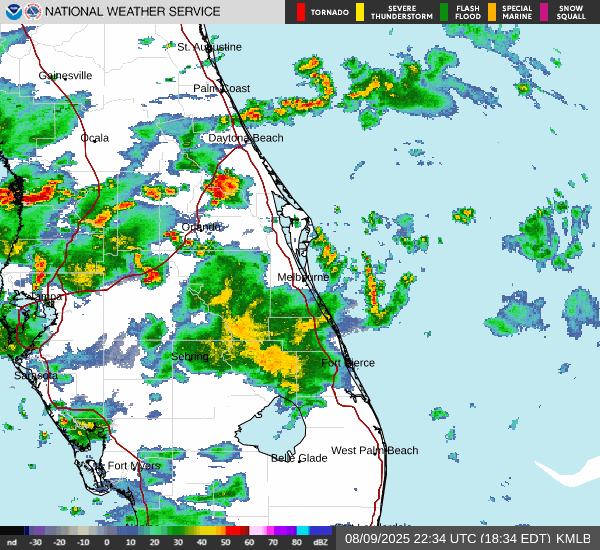 NATIONAL WEATHER SERVICE
TORNADO
SEVERE THUNDERSTORM
FLASH FLOOD
SPECIAL MARINE
SNOW SQUALL
St. Augustine
Gainesville
Palm Coast
Ocala
Daytona Beach
Orlando
Melbourne
Tampa
Sebring
Fort Pierce
Sarasota
West Palm Beach
Belle Glade
Fort Myers
nd -30 -20 -10 0 10 20 30 40 50 60 70 80 dBZ
08/09/2025 22:34 UTC (18:34 EDT) KMLB